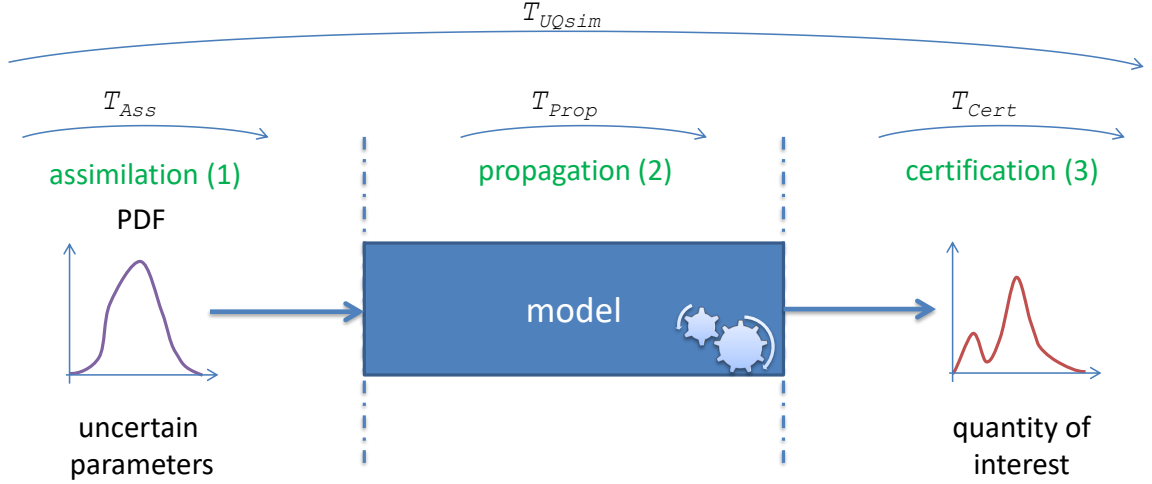 T_UQsim
T_Ass
T_Prop
T_Cert
assimilation (1)
propagation (2)
certification (3)
PDF
model
uncertain
parameters
quantity of
interest